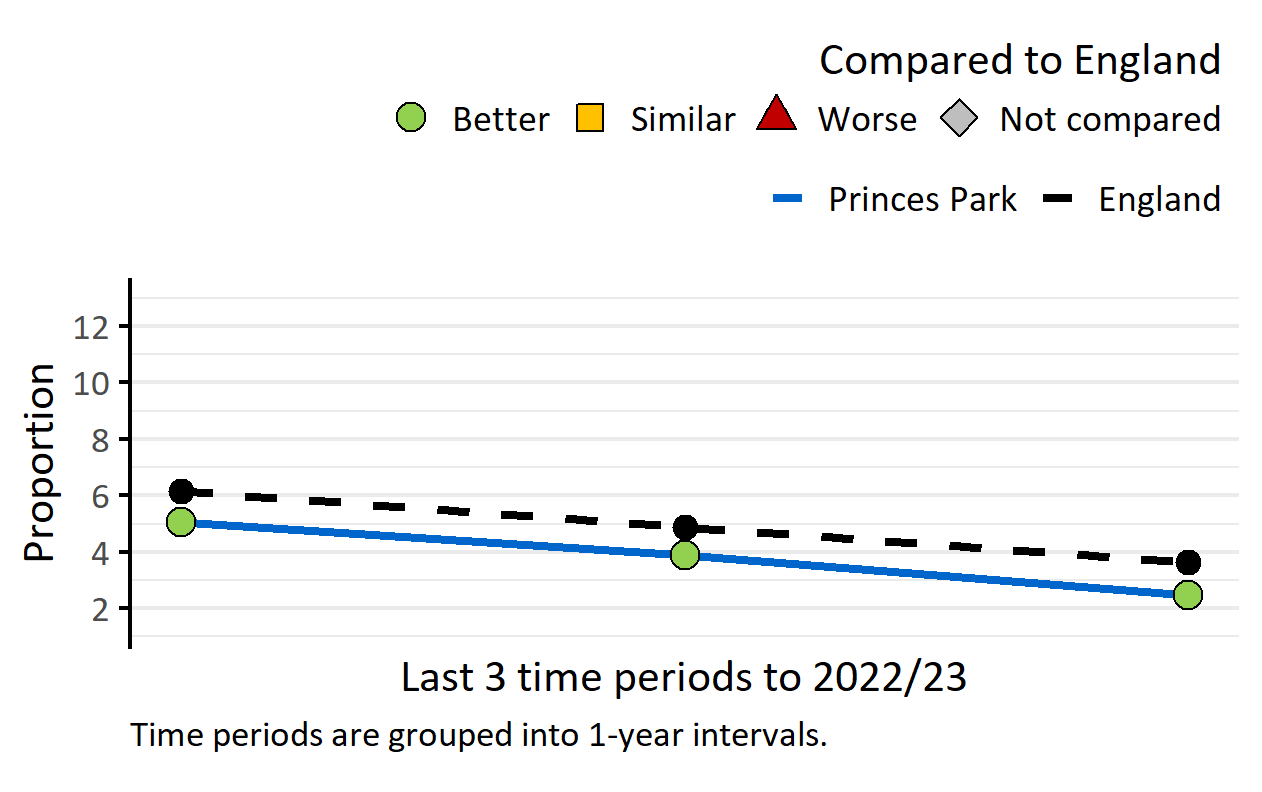 Compared to England
Better Similar Worse Not compared
Princes Park England
12
10
8
6
4
2
Proportion
Last 3 time periods to 2022/23
Time periods are grouped into 1-year intervals.